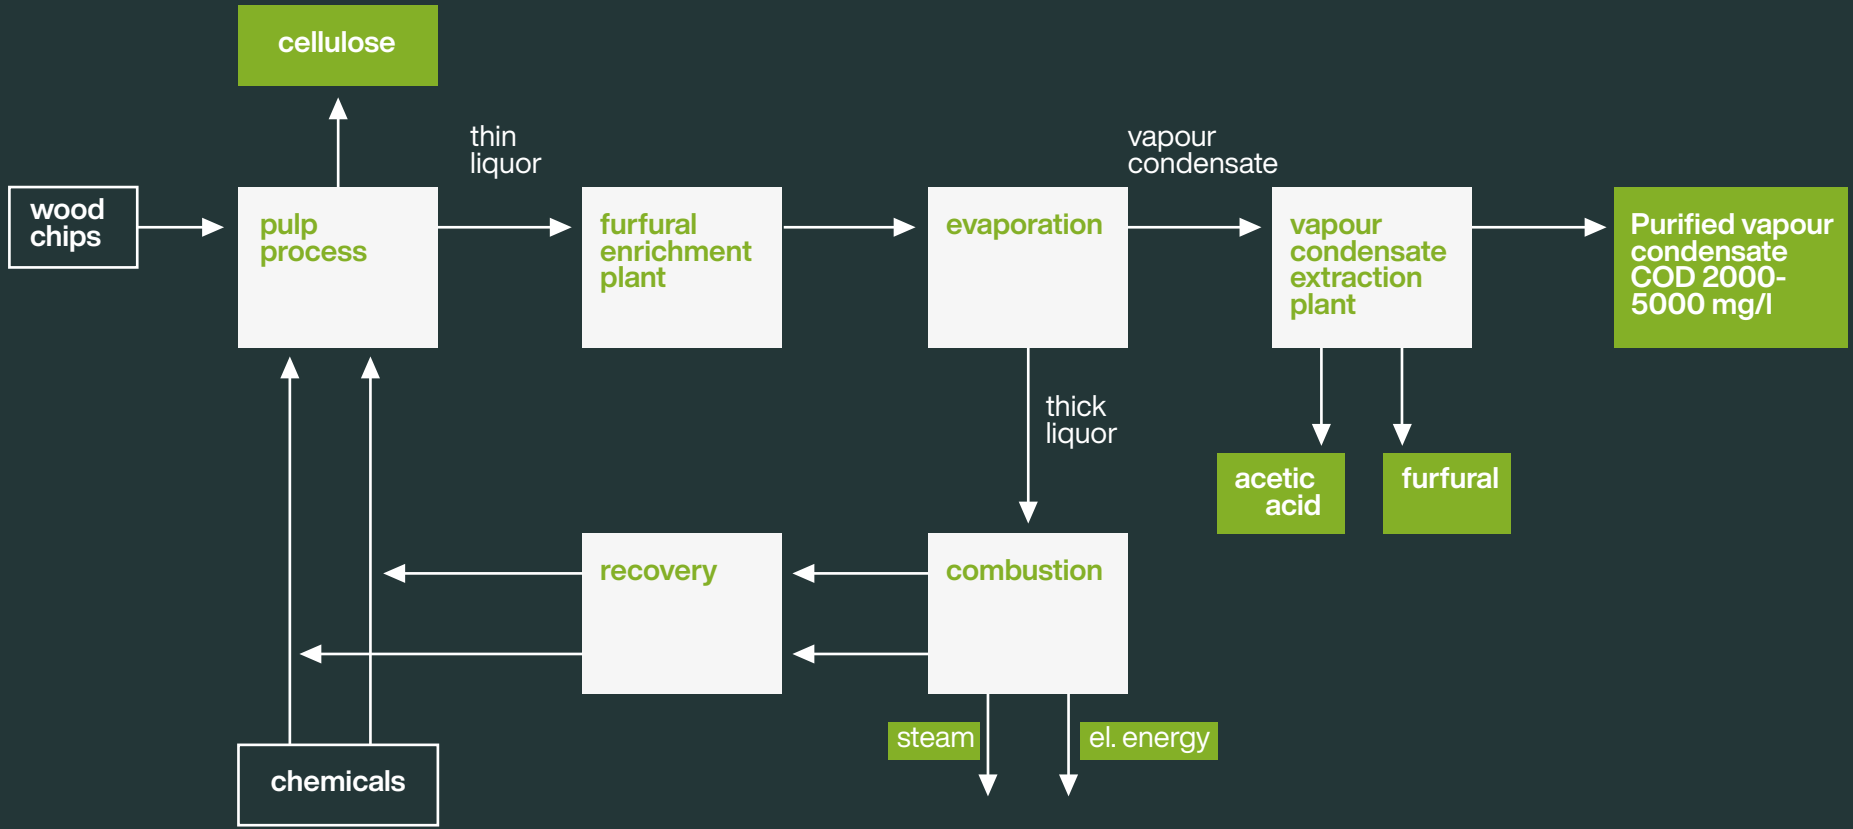 cellulose
thin
liquor
vapour
condensate
wood
chips
pulp
process
furfural
enrichment
plant
evaporation
vapour
condensate
extraction
plant
Purified vapour
condensate
COD 2000-
5000 mg/l
thick
liquor
acetic
acid
furfural
recovery
combustion
steam
el. energy
chemicals